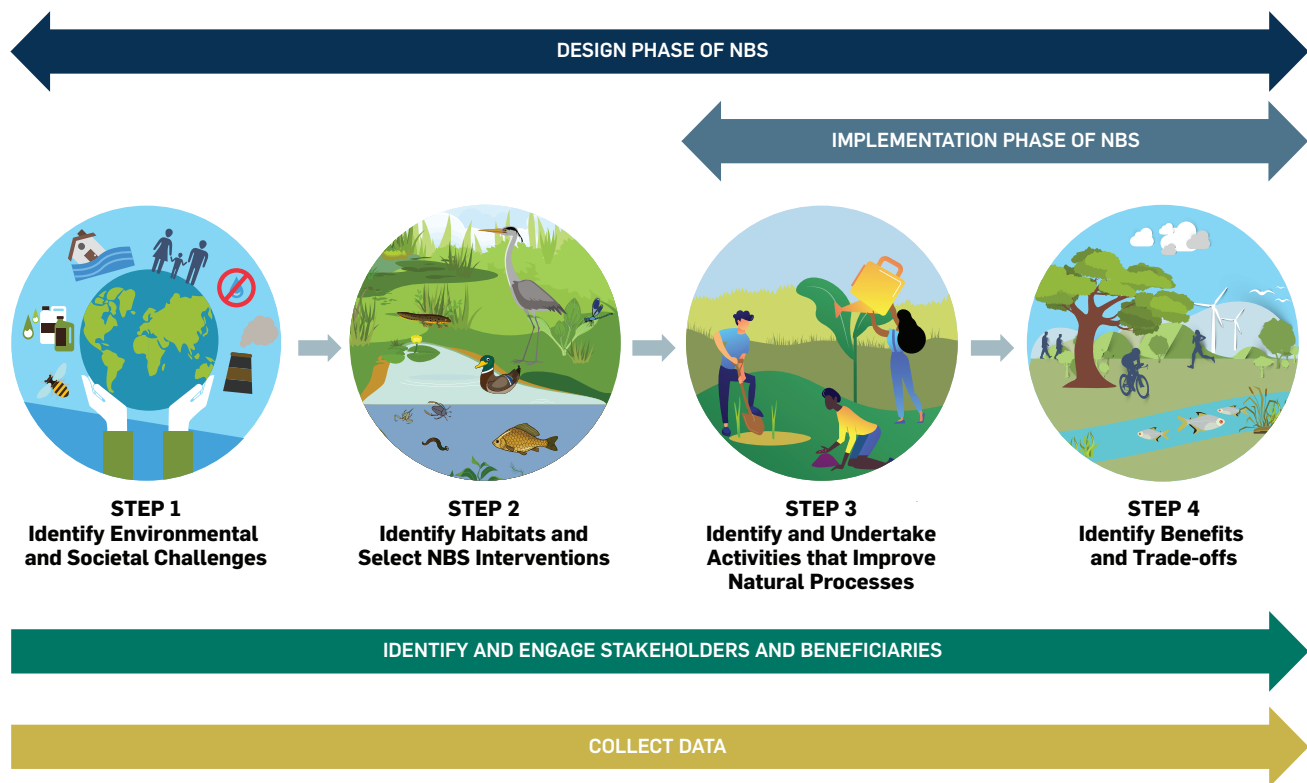 DESIGN PHASE OF NBS
IMPLEMENTATION PHASE OF NBS
STEP 1
Identify Environmental
and Societal Challenges
STEP 2
Identify Habitats and
Select NBS Interventions
STEP 3
Identify and Undertake
Activities that Improve
Natural Processes
STEP 4
Identify Benefits
and Trade-offs
IDENTIFY AND ENGAGE STAKEHOLDERS AND BENEFICIARIES
COLLECT DATA